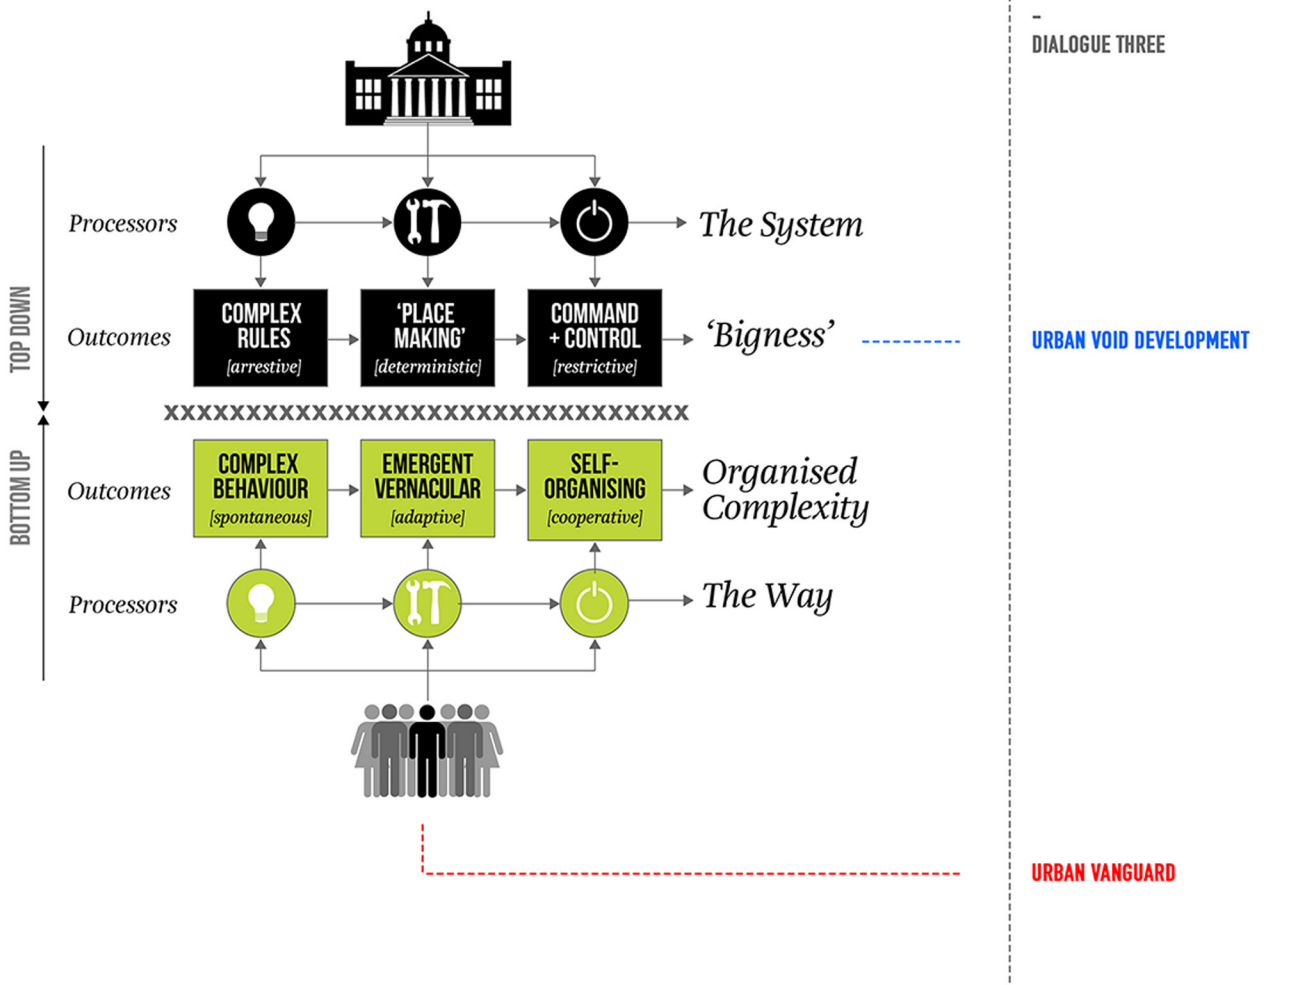 –
DIALOGUE THREE
Processors
The System
TOP DOWN
Outcomes
COMPLEX
RULES
[arrestive]
‘PLACE
MAKING’
[deterministic]
COMMAND
+ CONTROL
[restrictive]
‘Bigness’
URBAN VOID DEVELOPMENT
XXXXXXXXXXXXXXXXXXXXXXXXXXXXXXXX
BOTTOM UP
Outcomes
COMPLEX
BEHAVIOUR
[spontaneous]
EMERGENT
VERNACULAR
[adaptive]
SELF-
ORGANISING
[cooperative]
Organised
Complexity
Processors
The Way
URBAN VANGUARD